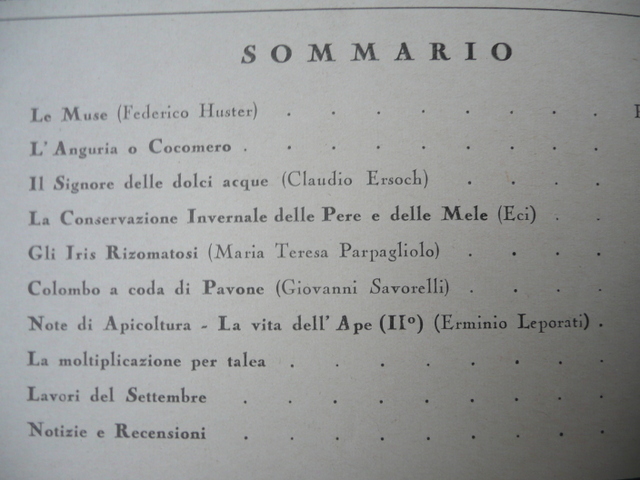 SOMMARIO
Le Muse (Federico Huster) . . . . . . .
L'Anguria o Cocomero . . . . . . . .
Il Signore delle dolci acque (Claudio Ersoch) . . . .
La Conservazione Invernale delle Pere e delle Mele (Eci) . .
Gli Iris Rizomatosi (Maria Teresa Parpagliolo) . . . .
Colombo a coda di Pavone (Giovanni Savorelli) . . . .
Note di Apicoltura - La vita dell'Ape (IIº) (Erminio Leporati) .
La moltiplicazione per talea . . . . . . .
Lavori del Settembre . . . . . . . .
Notizie e Recensioni . . . . . . . .